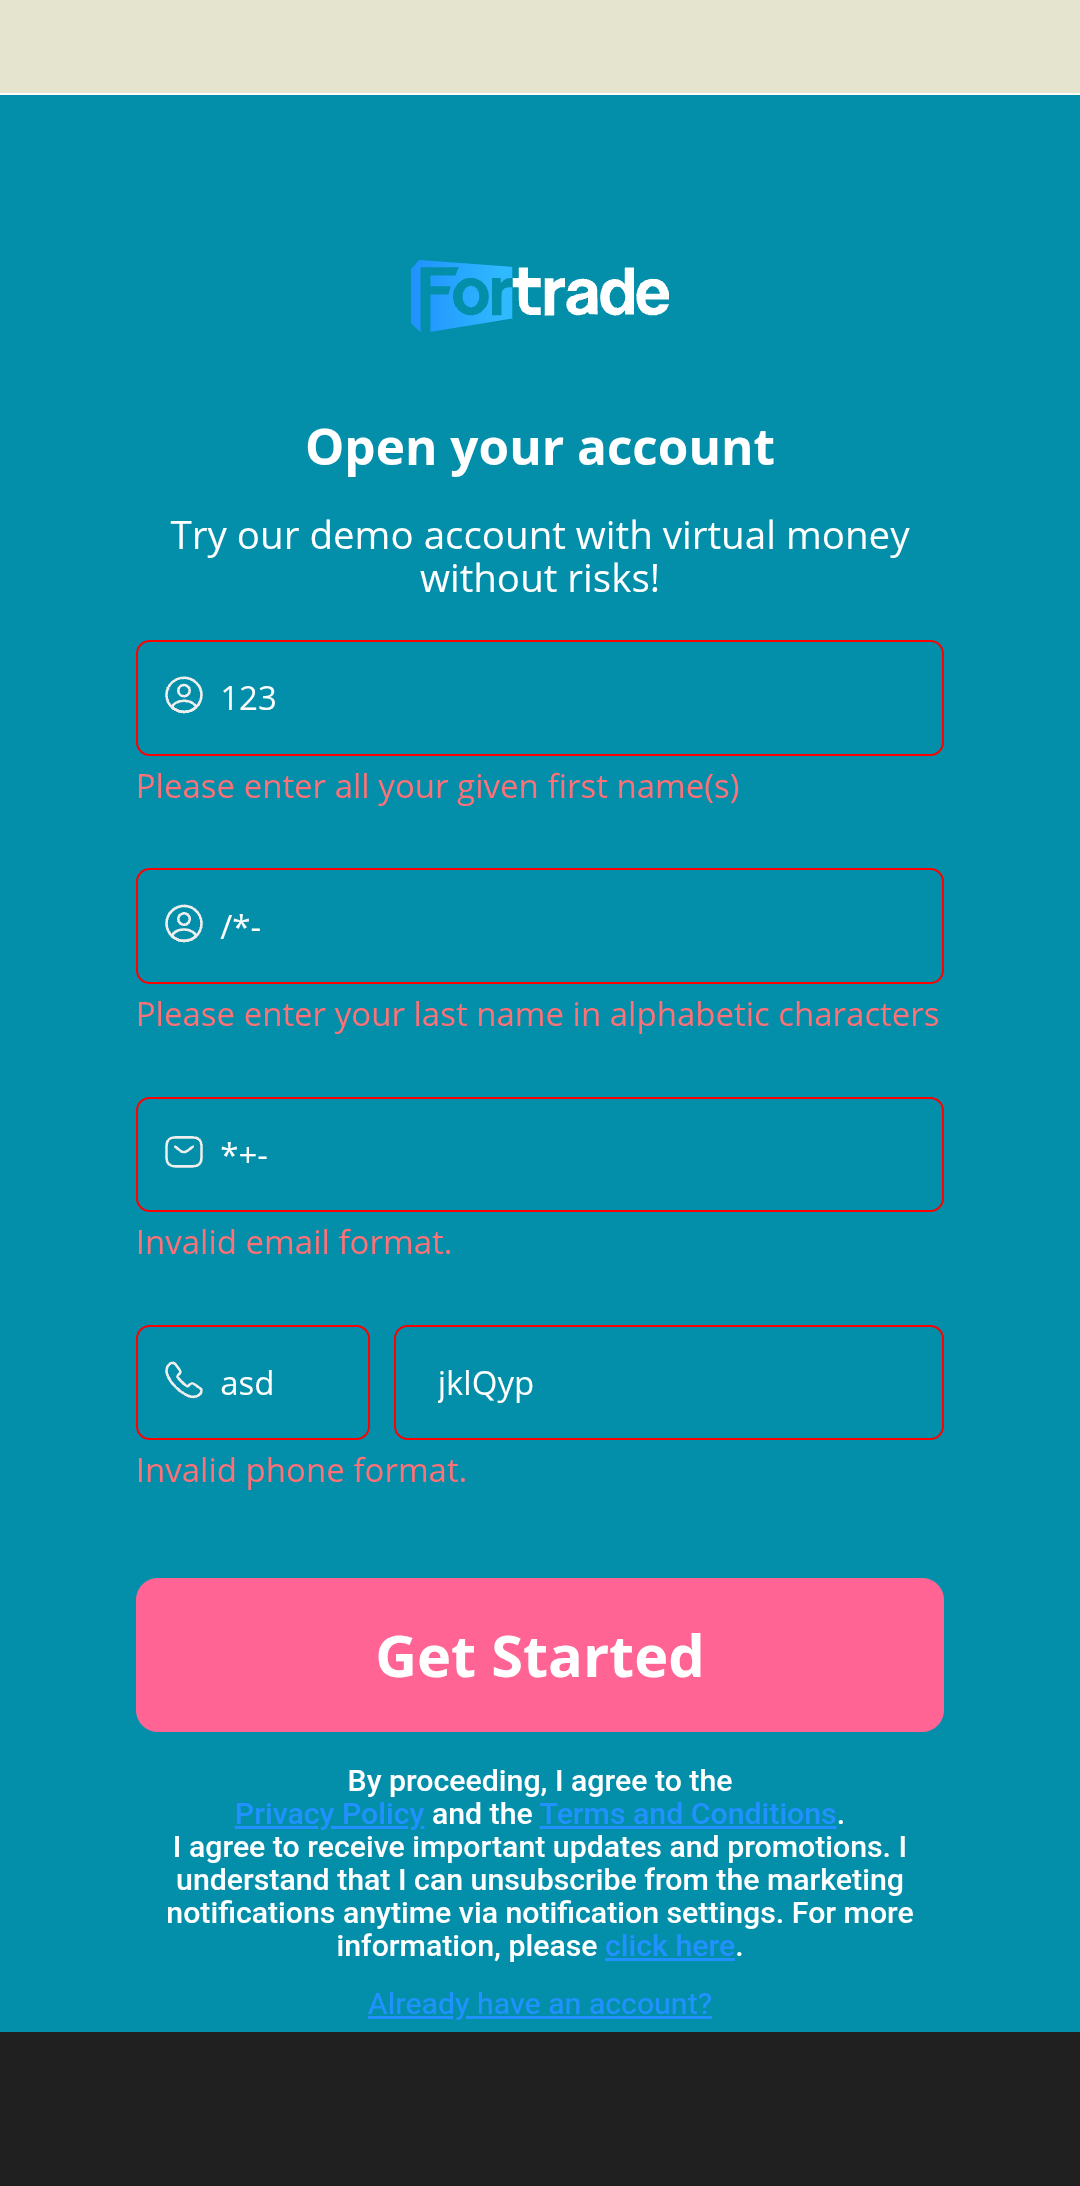 Fortrade
Open your account
Try our demo account with virtual money
without risks!
123
Please enter all your given first name(s)
/*-
Please enter your last name in alphabetic characters
*+-
Invalid email format.
asd jklQyp
Invalid phone format.
Get Started
By proceeding, I agree to the
Privacy Policy and the Terms and Conditions.
I agree to receive important updates and promotions. I
understand that I can unsubscribe from the marketing
notifications anytime via notification settings. For more
information, please click here.
Already have an account?